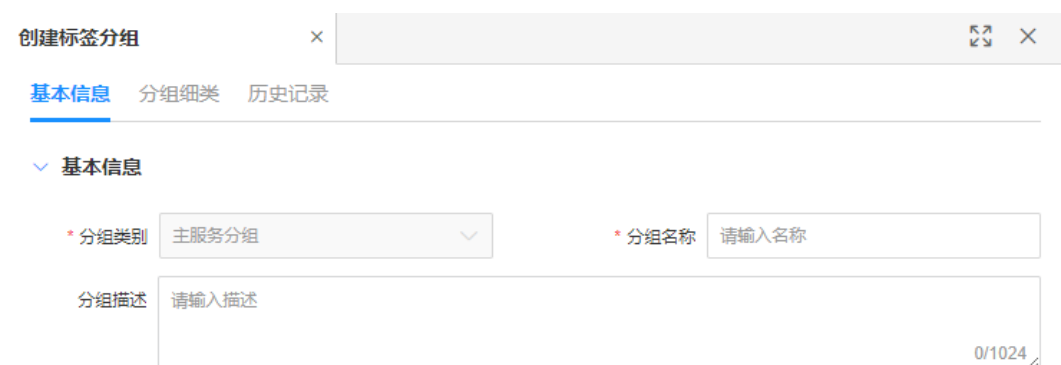 创建标签分组
基本信息 分组细类 历史记录
基本信息
* 分组类别 主服务分组 * 分组名称 请输入名称
分组描述 请输入描述
0/1024